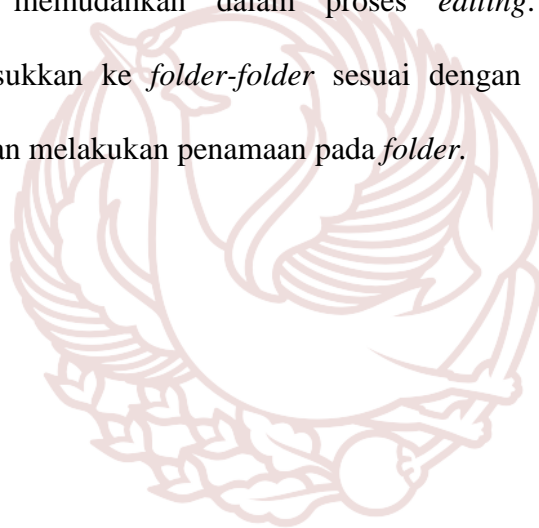 memudahkan dalam proses editing.
sukkan ke folder-folder sesuai dengan
an melakukan penamaan pada folder.